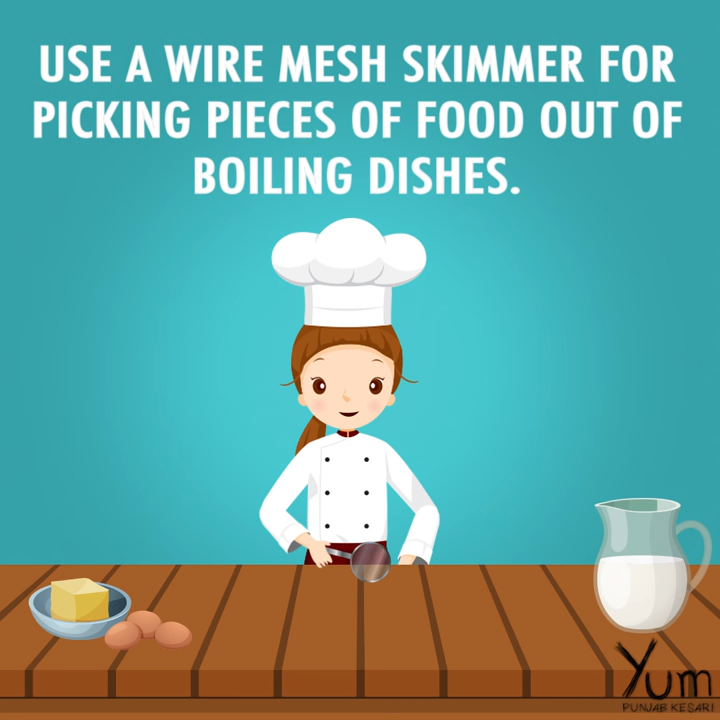 USE A WIRE MESH SKIMMER FOR
PICKING PIECES OF FOOD OUT OF
BOILING DISHES.
Yum
PUNJAB KESARI